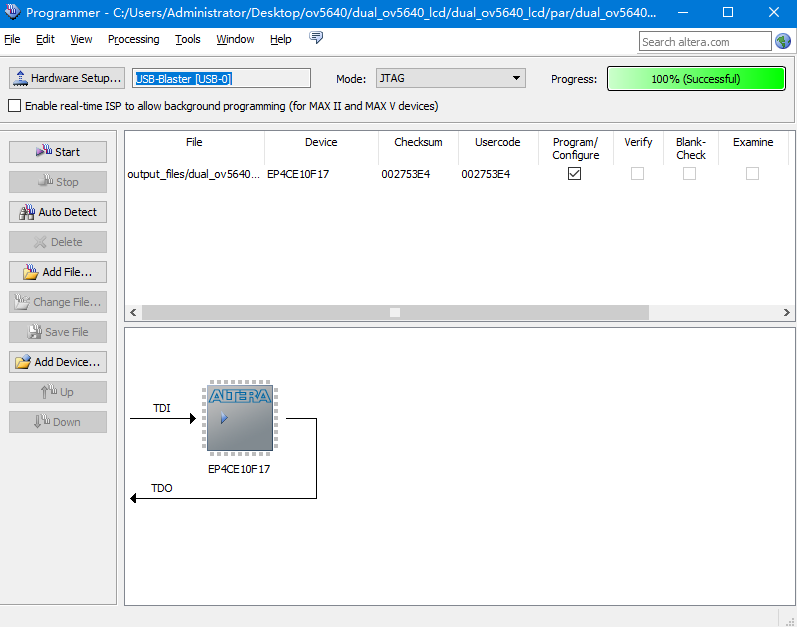 Programmer - C:/Users/Administrator/Desktop/ov5640/dual_ov5640_lcd/dual_ov5640_lcd/par/dual_ov5640...
File Edit View Processing Tools Window Help
Search altera.com
Hardware Setup... USB-Blaster [USB-0] Mode: JTAG Progress: 100% (Successful)
Enable real-time ISP to allow background programming (for MAX II and MAX V devices)
Start
Stop
Auto Detect
Delete
Add File...
Change File...
Save File
Add Device...
Up
Down
File Device Checksum Usercode Program/ Verify Blank- Examine
Configure Check
output_files/dual_ov5640... EP4CE10F17 002753E4 002753E4
ALTERA
TDI
EP4CE10F17
TDO